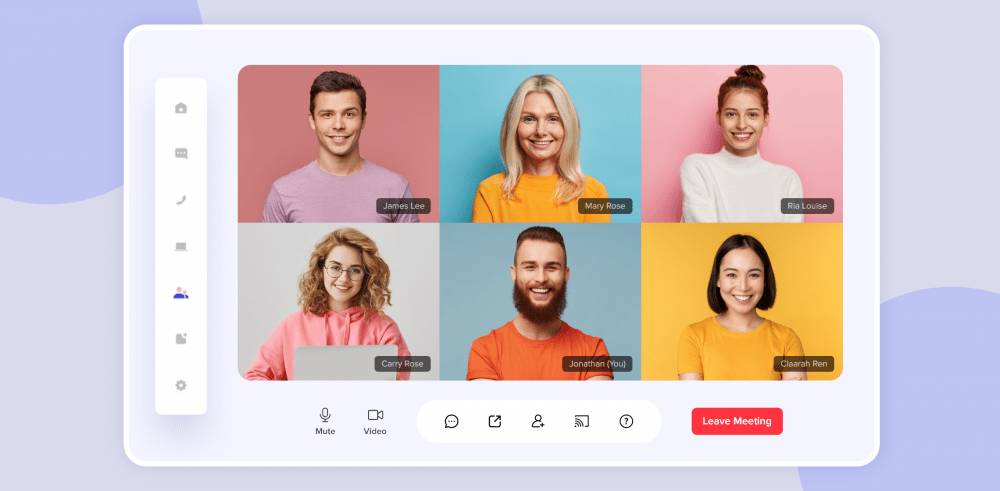 James Lee
Mary Rose
Ria Louise
Carry Rose
Jonathan (You)
Claarah Ren
Mute
Video
Leave Meeting